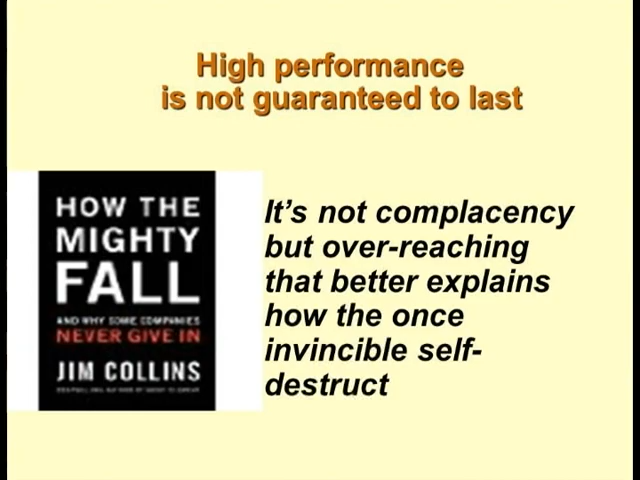 High performance
is not guaranteed to last
HOW THE
MIGHTY
FALL
AND WHY SOME COMPANIES
NEVER GIVE IN
JIM COLLINS
It's not complacency
but over-reaching
that better explains
how the once
invincible self-
destruct